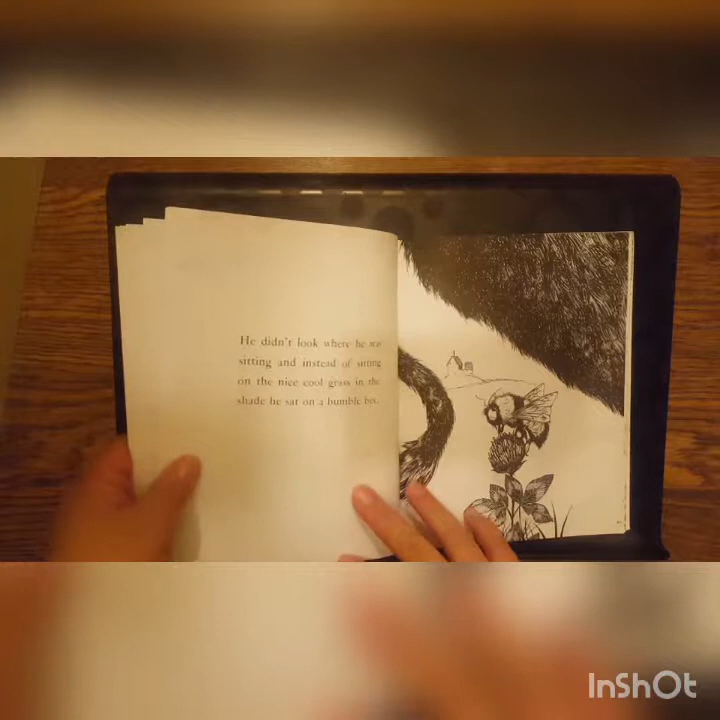 He didn't look where he was
sitting and instead of sitting
on the nice cool grass in the
shade he sat on a bumble bee.
InShOt